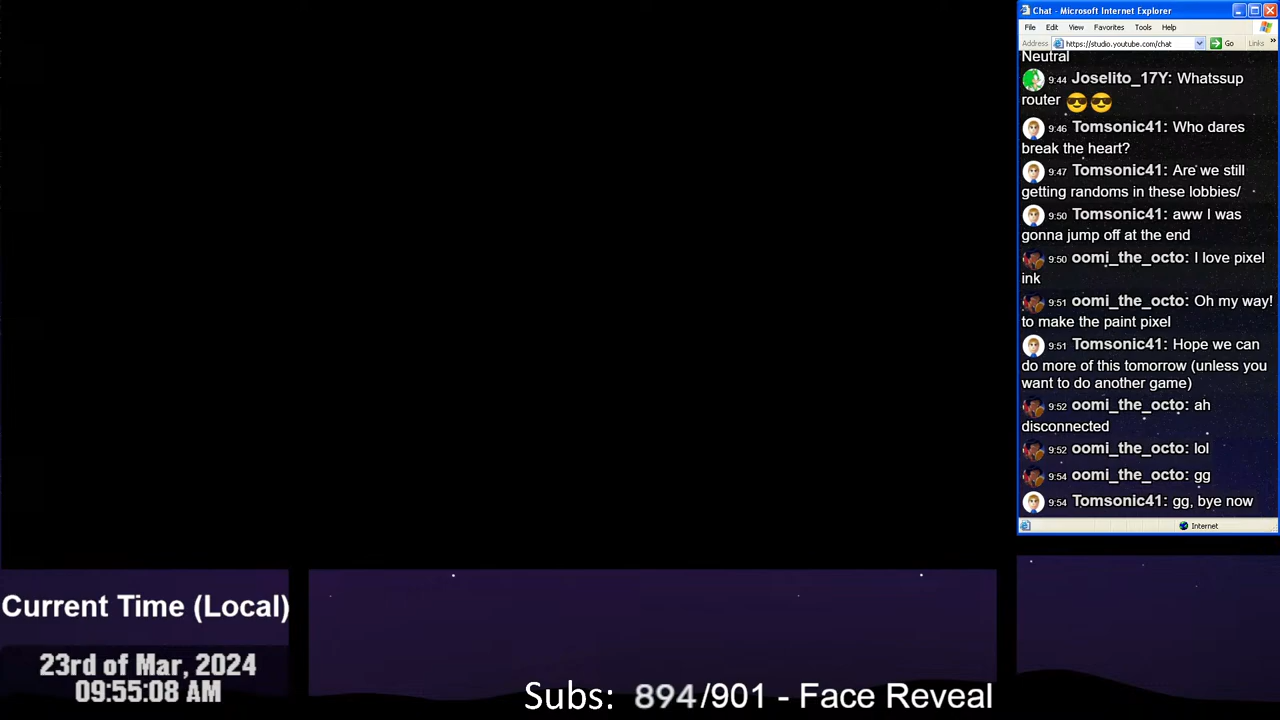 Chat - Microsoft Internet Explorer
File Edit View Favorites Tools Help
Address https://studio.youtube.com/chat Go Links »
Neutral
9:44 Joselito_17Y: Whatssup
router 😎 😎
9:46 Tomsonic41: Who dares
break the heart?
9:47 Tomsonic41: Are we still
getting randoms in these lobbies/
9:50 Tomsonic41: aww I was
gonna jump off at the end
9:50 oomi_the_octo: I love pixel
ink
9:51 oomi_the_octo: Oh my way!
to make the paint pixel
9:51 Tomsonic41: Hope we can
do more of this tomorrow (unless you
want to do another game)
9:52 oomi_the_octo: ah
disconnected
9:52 oomi_the_octo: lol
9:54 oomi_the_octo: gg
9:54 Tomsonic41: gg, bye now
Internet
Current Time (Local)
23rd of Mar, 2024
09:55:08 AM
Subs: 894/901 - Face Reveal